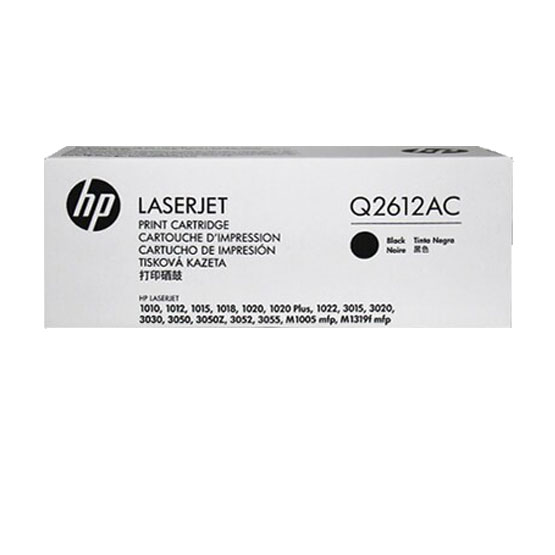 hp
LASERJET
PRINT CARTRIDGE
CARTOUCHE D'IMPRESSION
CARTUCHO DE IMPRESIÓN
TISKOVÁ KAZETA
打印硒鼓
HP LASERJET
1010, 1012, 1015, 1018, 1020, 1020 Plus, 1022, 3015, 3020,
3030, 3050, 3050Z, 3052, 3055, M1005 mfp, M1319f mfp
Q2612AC
Black Tinta Negra
Noire 黑色